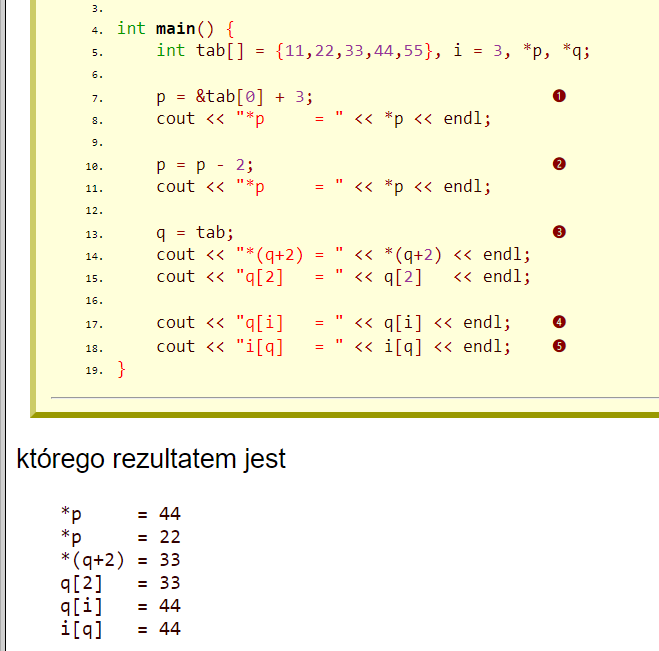 3.
4. int main() {
5.     int tab[] = {11,22,33,44,55}, i = 3, *p, *q;
6.
7.     p = &tab[0] + 3;                        ❶
8.     cout << "*p     = " << *p << endl;
9.
10.     p = p - 2;                              ❷
11.     cout << "*p     = " << *p << endl;
12.
13.     q = tab;                                ❸
14.     cout << "*(q+2) = " << *(q+2) << endl;
15.     cout << "q[2]   = " << q[2]   << endl;
16.
17.     cout << "q[i]   = " << q[i] << endl;    ❹
18.     cout << "i[q]   = " << i[q] << endl;    ❺
19. }
którego rezultatem jest
*p     = 44
*p     = 22
*(q+2) = 33
q[2]   = 33
q[i]   = 44
i[q]   = 44